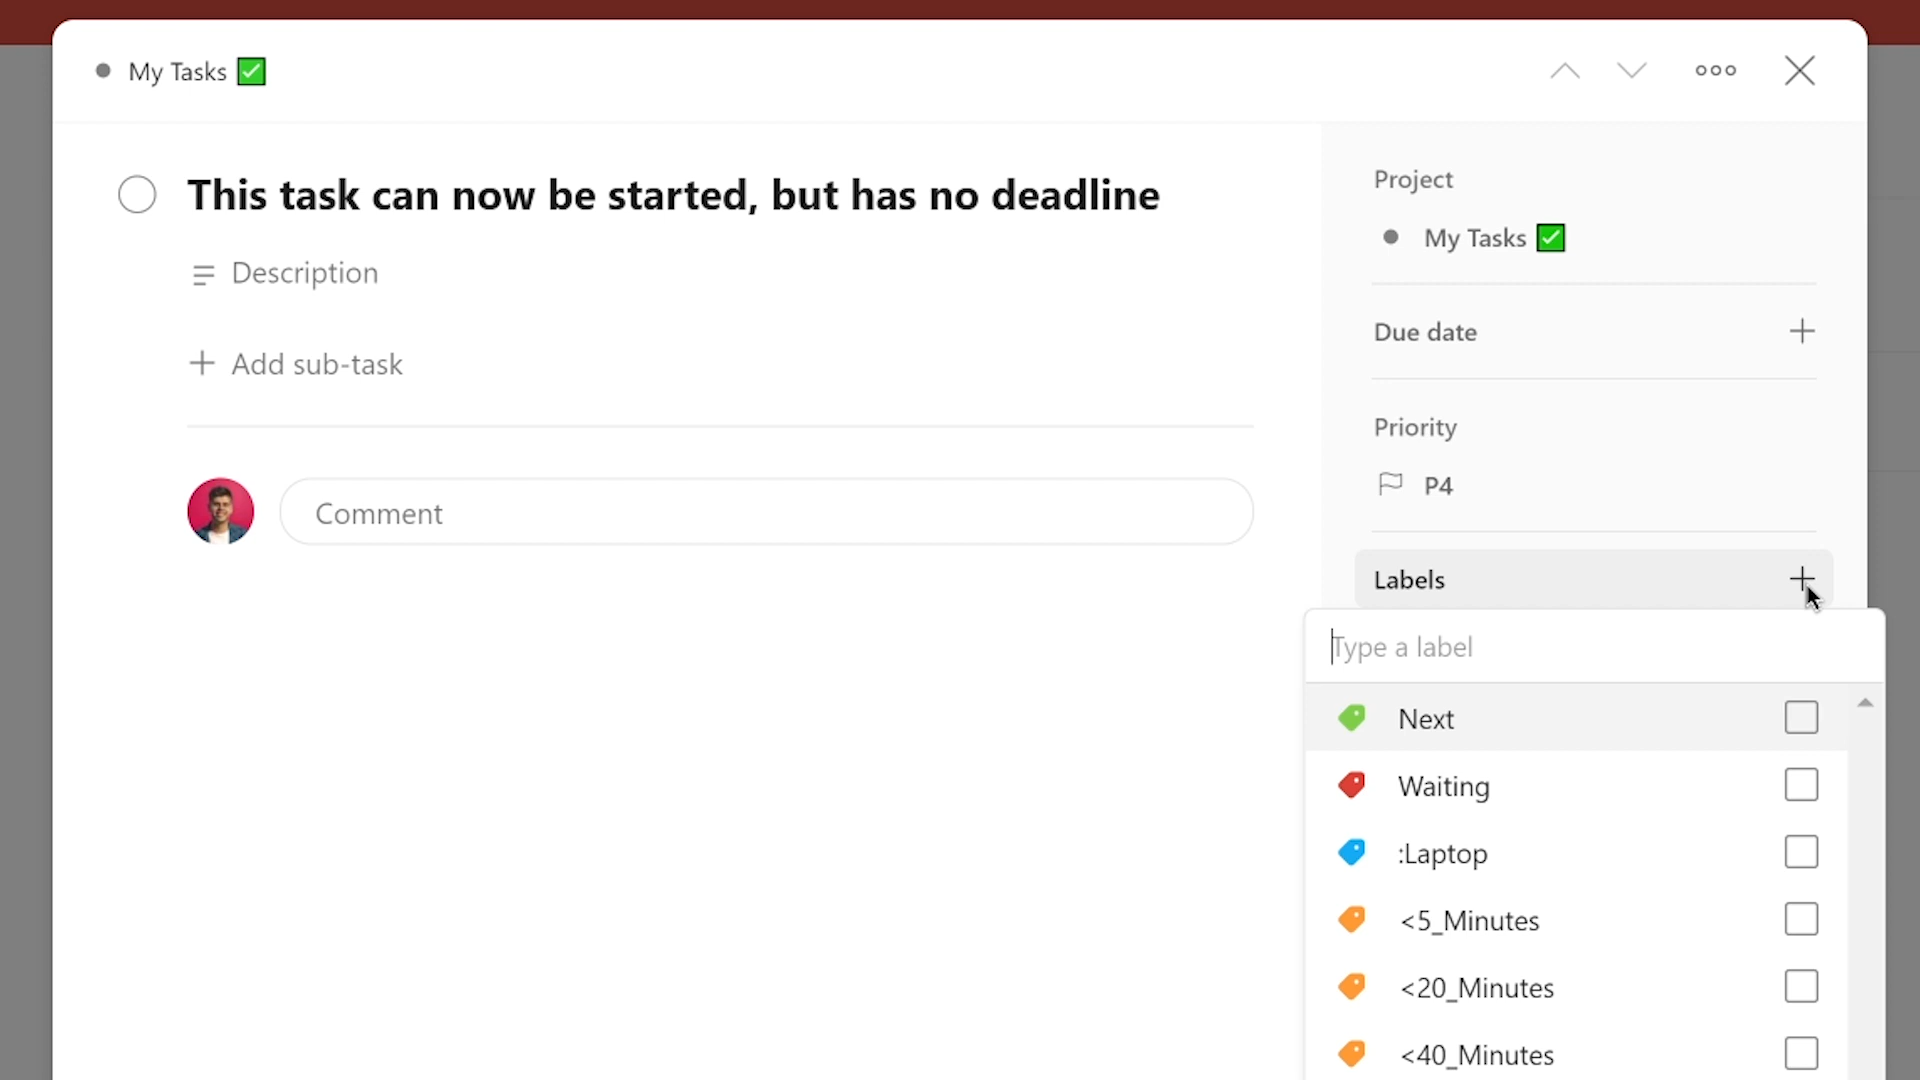 My Tasks ✅
This task can now be started, but has no deadline
Description
Add sub-task
Comment
Project
My Tasks ✅
Due date
Priority
P4
Labels
Type a label
Next
Waiting
:Laptop
<5_Minutes
<20_Minutes
<40_Minutes